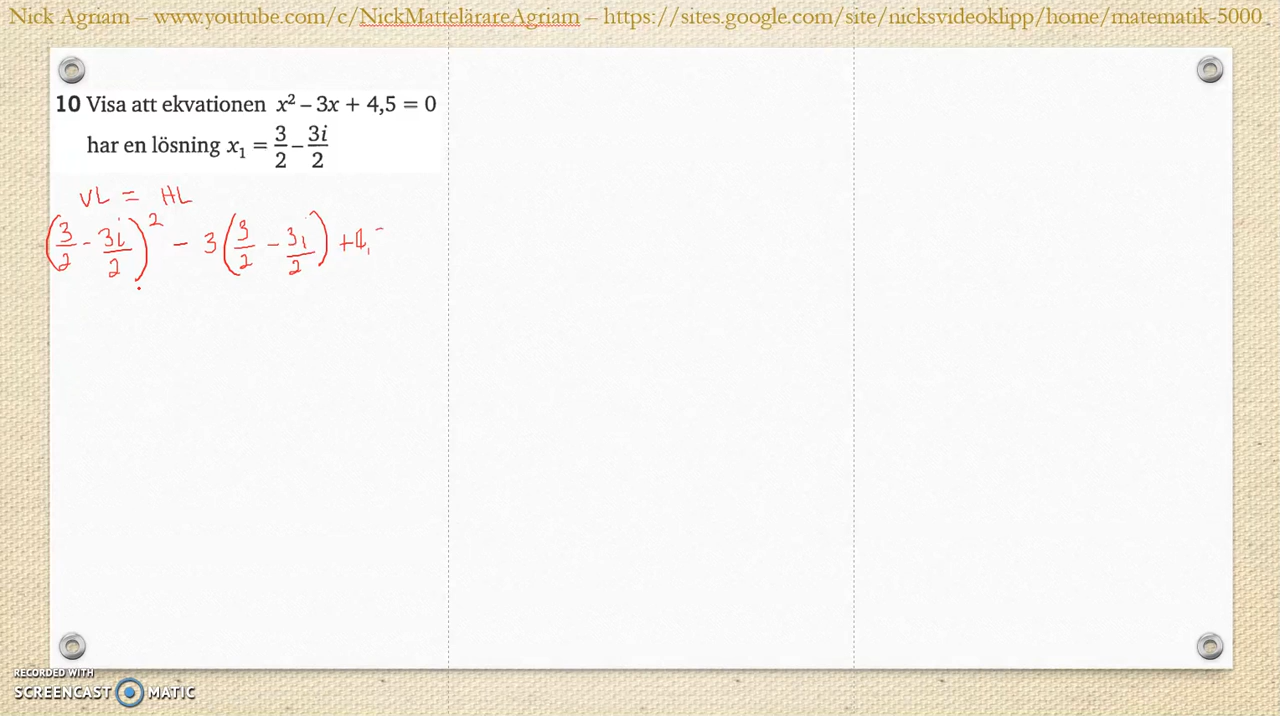 Nick Agrıam – www.youtube.com/c/NickMattelärareAgrıam – https://sites.google.com/site/nicksvideoklipp/home/matematik-5000
10 Visa att ekvationen x² – 3x + 4,5 = 0
har en lösning x₁ = 3/2 – 3i/2
VL = HL
(3/2 - 3i/2)² - 3(3/2 - 3i/2) + 4,
RECORDED WITH
SCREENCAST MATIC